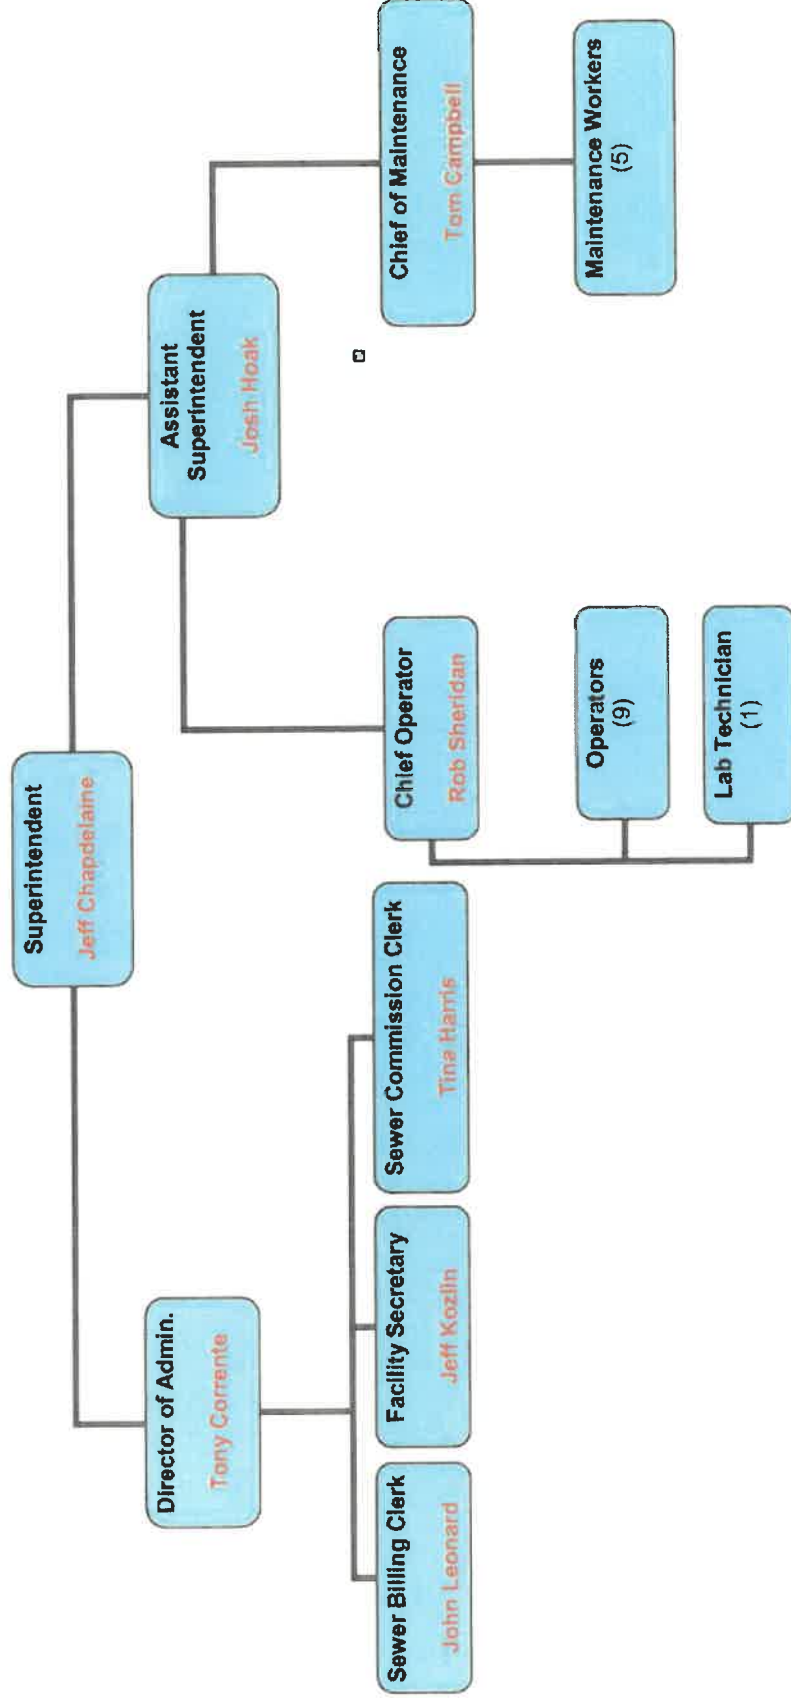 Superintendent
Jeff Chapdelaine
Director of Admin.
Tony Corrente
Assistant
Superintendent
Josh Hoak
Sewer Billing Clerk
John Leonard
Facility Secretary
Jeff Kozlin
Sewer Commission Clerk
Tina Harris
Chief Operator
Rob Sheridan
Chief of Maintenance
Tom Campbell
Operators
(9)
Lab Technician
(1)
Maintenance Workers
(5)